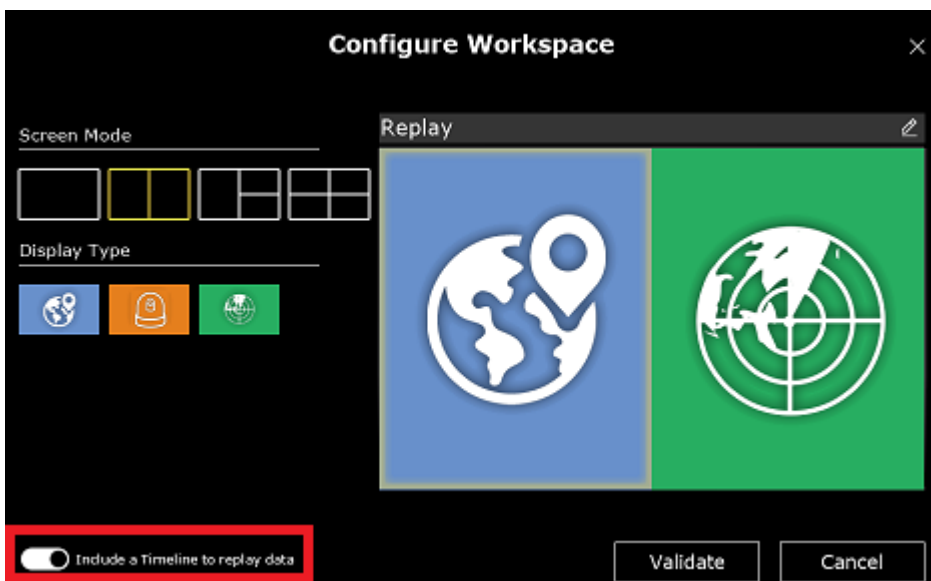 Configure Workspace
Screen Mode
Replay
Display Type
Include a Timeline to replay data
Validate
Cancel